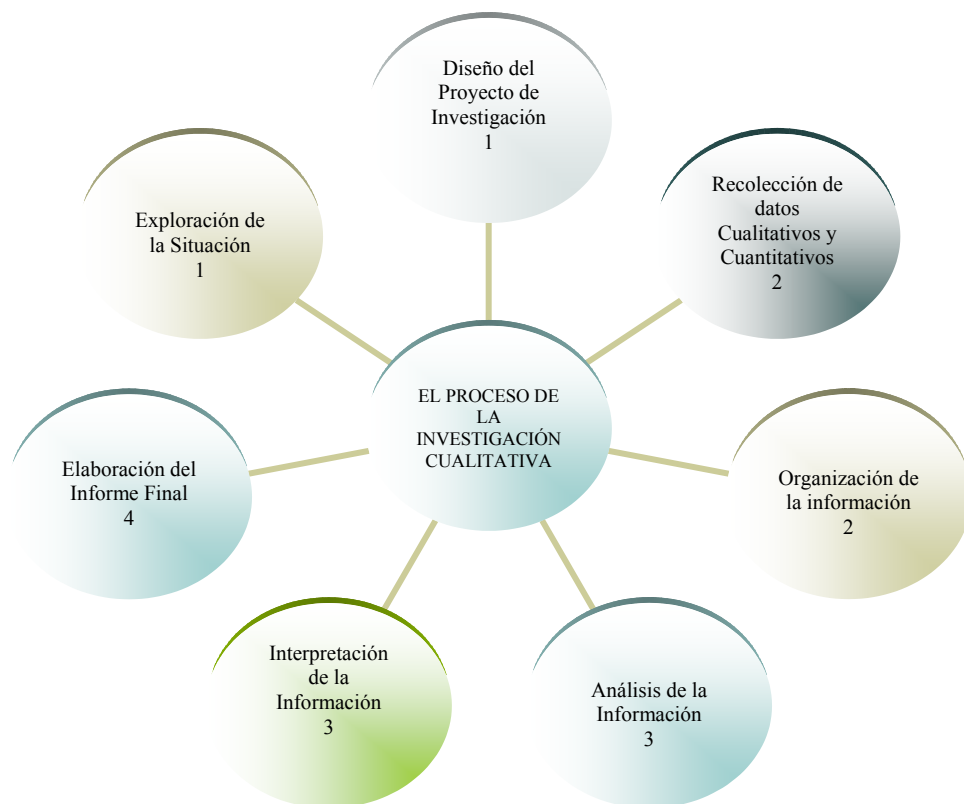 Diseño del
Proyecto de
Investigación
1
Recolección de
datos
Cualitativos y
Cuantitativos
2
Exploración de
la Situación
1
EL PROCESO DE
LA
INVESTIGACIÓN
CUALITATIVA
Elaboración del
Informe Final
4
Organización de
la información
2
Interpretación
de la
Información
3
Análisis de la
Información
3